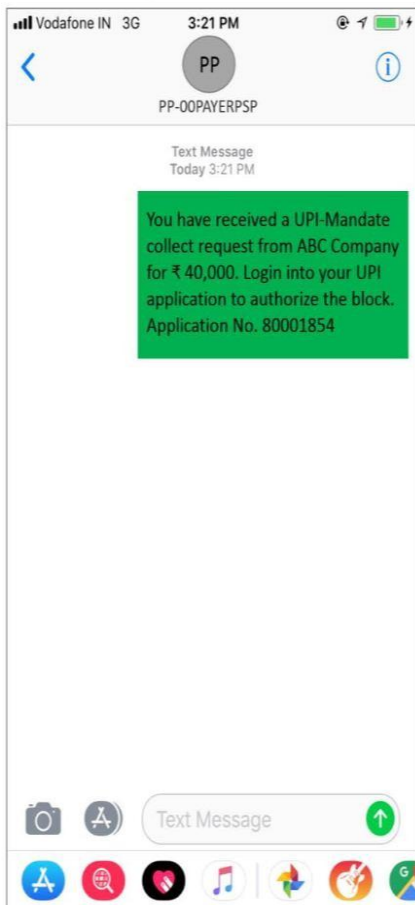 Vodafone IN 3G 3:21 PM
PP
PP-00PAYERPSP
Text Message
Today 3:21 PM
You have received a UPI-Mandate
collect request from ABC Company
for ₹ 40,000. Login into your UPI
application to authorize the block.
Application No. 80001854
Text Message
G